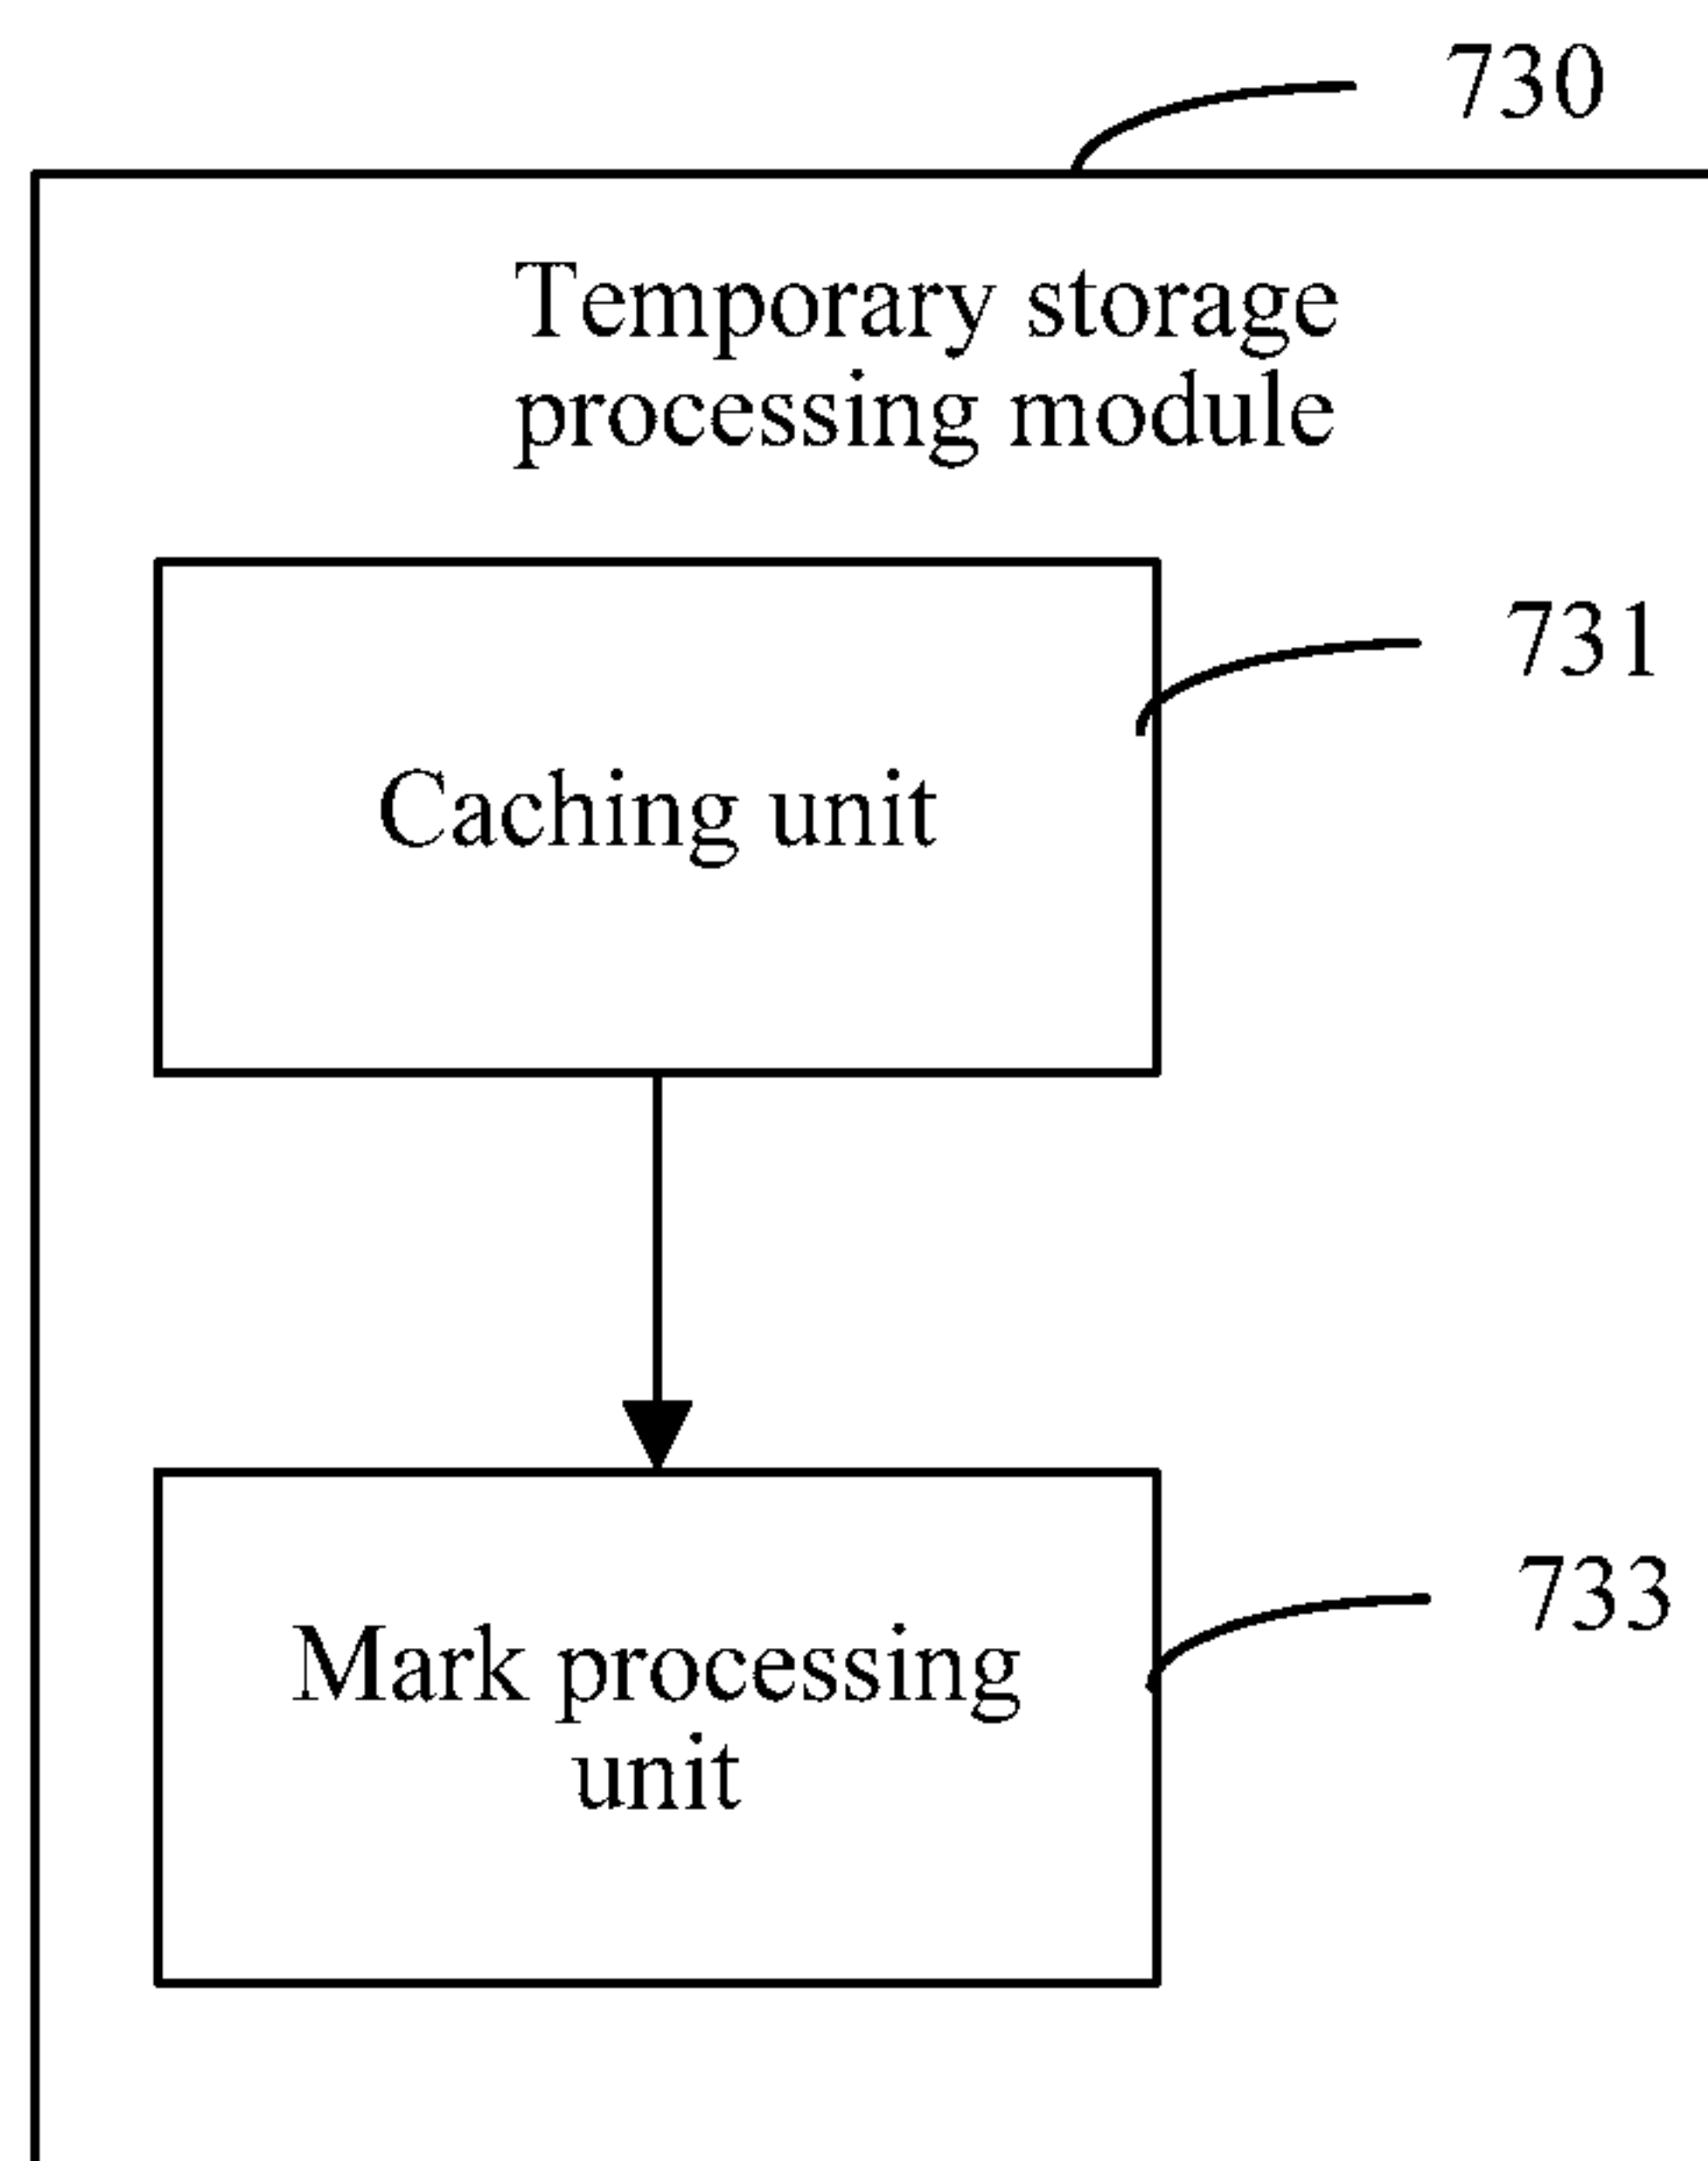 730
Temporary storage
processing module
731
Caching unit
733
Mark processing
unit